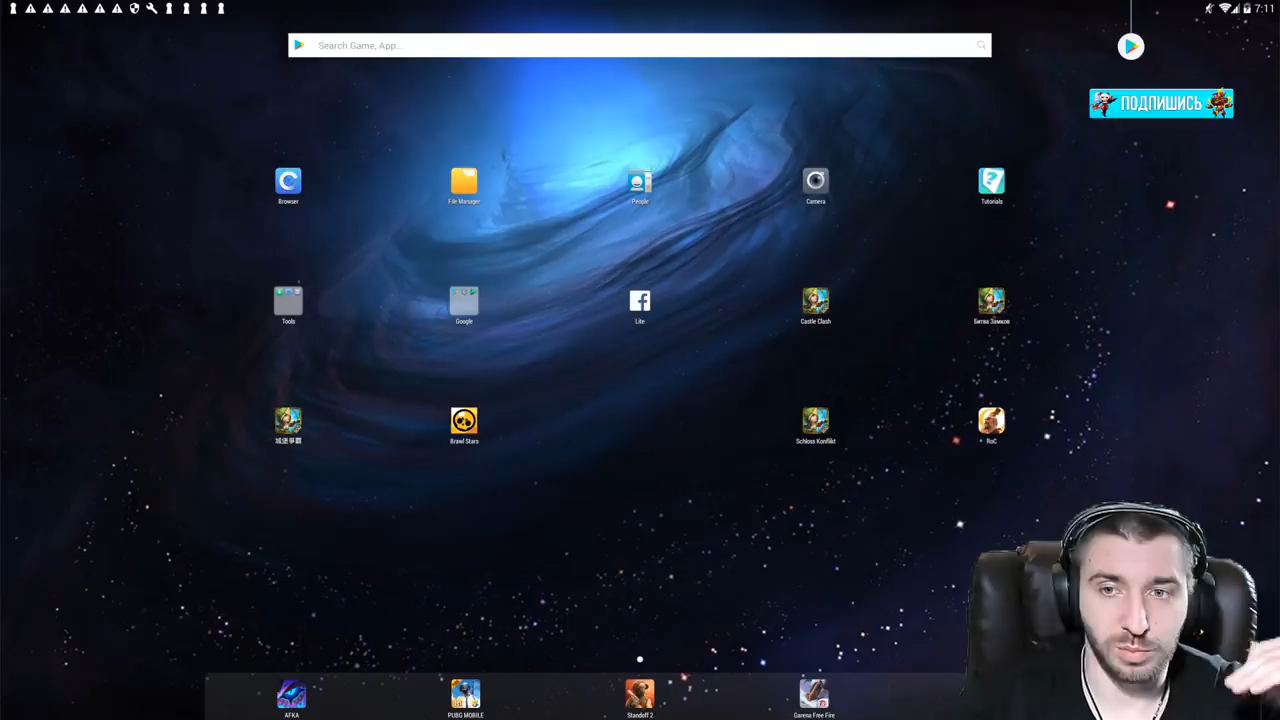 7:11
Search Game, App...
ПОДПИШИСЬ
Browser
File Manager
People
Camera
Tutorials
Tools
Google
Lite
Castle Clash
Битва Замков
城堡爭霸
Brawl Stars
Schloss Konflikt
RoC
AFKA
PUBG MOBILE
Standoff 2
Garena Free Fire